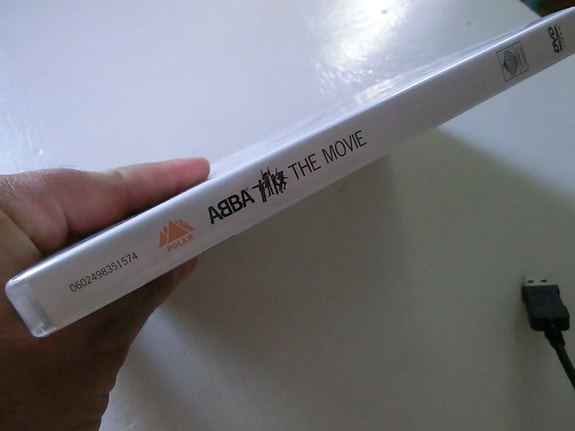 0602498351574
POLAR
ABBA THE MOVIE
DVD